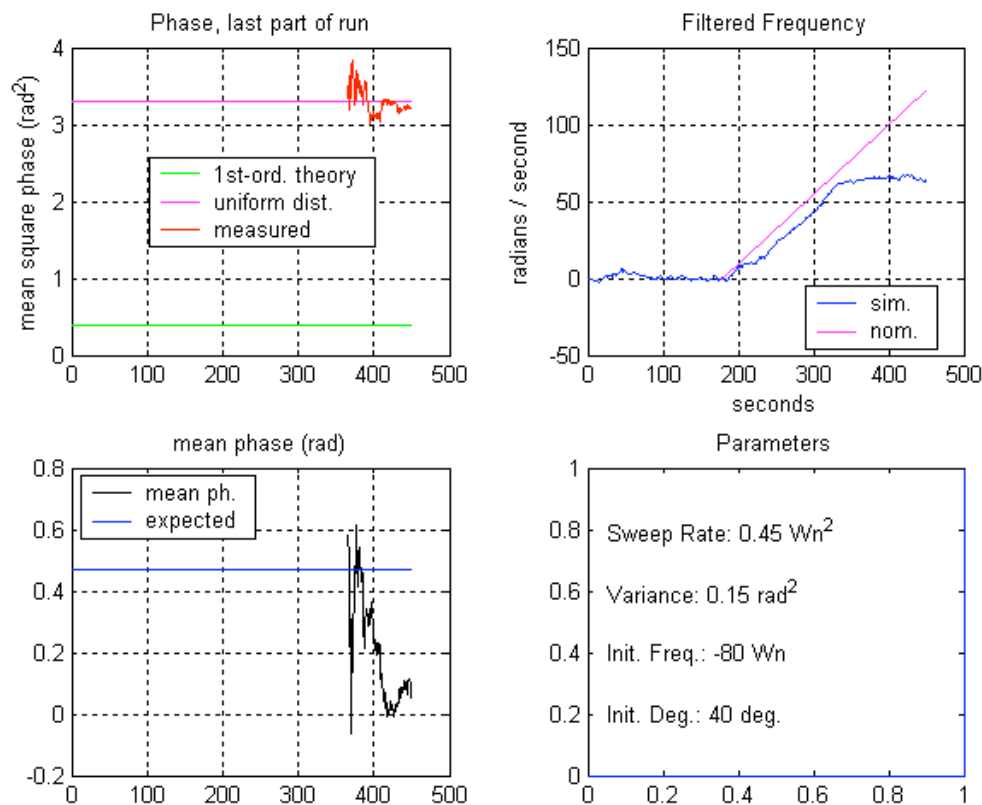 Phase, last part of run
4
3
2
1
0
mean square phase (rad²)
1st-ord. theory
uniform dist.
measured
0 100 200 300 400 500
Filtered Frequency
150
100
50
0
-50
radians / second
sim.
nom.
0 100 200 300 400 500
seconds
mean phase (rad)
0.8
0.6
0.4
0.2
0
-0.2
mean ph.
expected
0 100 200 300 400 500
Parameters
1
0.8
0.6
0.4
0.2
0
Sweep Rate: 0.45 Wn²
Variance: 0.15 rad²
Init. Freq.: -80 Wn
Init. Deg.: 40 deg.
0 0.2 0.4 0.6 0.8 1